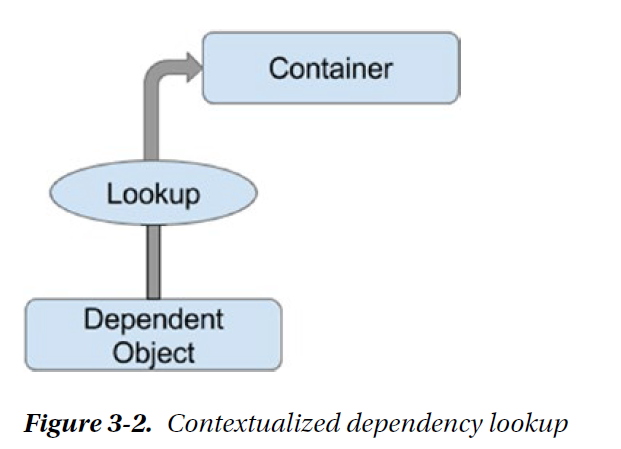 Container
Lookup
Dependent
Object
Figure 3-2. Contextualized dependency lookup